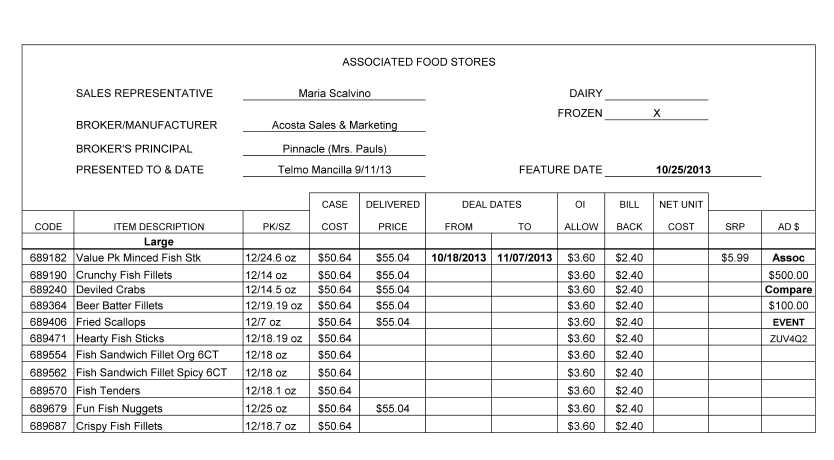 ASSOCIATED FOOD STORES
SALES REPRESENTATIVE Maria Scalvino DAIRY
FROZEN X
BROKER/MANUFACTURER Acosta Sales & Marketing
BROKER'S PRINCIPAL Pinnacle (Mrs. Pauls)
PRESENTED TO & DATE Telmo Mancilla 9/11/13 FEATURE DATE 10/25/2013
CASE DELIVERED DEAL DATES OI BILL NET UNIT
CODE ITEM DESCRIPTION PK/SZ COST PRICE FROM TO ALLOW BACK COST SRP AD $
Large
689182 Value Pk Minced Fish Stk 12/24.6 oz $50.64 $55.04 10/18/2013 11/07/2013 $3.60 $2.40 $5.99 Assoc
689190 Crunchy Fish Fillets 12/14 oz $50.64 $55.04 $3.60 $2.40 $500.00
689240 Deviled Crabs 12/14.5 oz $50.64 $55.04 $3.60 $2.40 Compare
689364 Beer Batter Fillets 12/19.19 oz $50.64 $55.04 $3.60 $2.40 $100.00
689406 Fried Scallops 12/7 oz $50.64 $55.04 $3.60 $2.40 EVENT
689471 Hearty Fish Sticks 12/18.19 oz $50.64 $3.60 $2.40 ZUV4Q2
689554 Fish Sandwich Fillet Org 6CT 12/18 oz $50.64 $3.60 $2.40
689562 Fish Sandwich Fillet Spicy 6CT 12/18 oz $50.64 $3.60 $2.40
689570 Fish Tenders 12/18.1 oz $50.64 $3.60 $2.40
689679 Fun Fish Nuggets 12/25 oz $50.64 $55.04 $3.60 $2.40
689687 Crispy Fish Fillets 12/18.7 oz $50.64 $3.60 $2.40